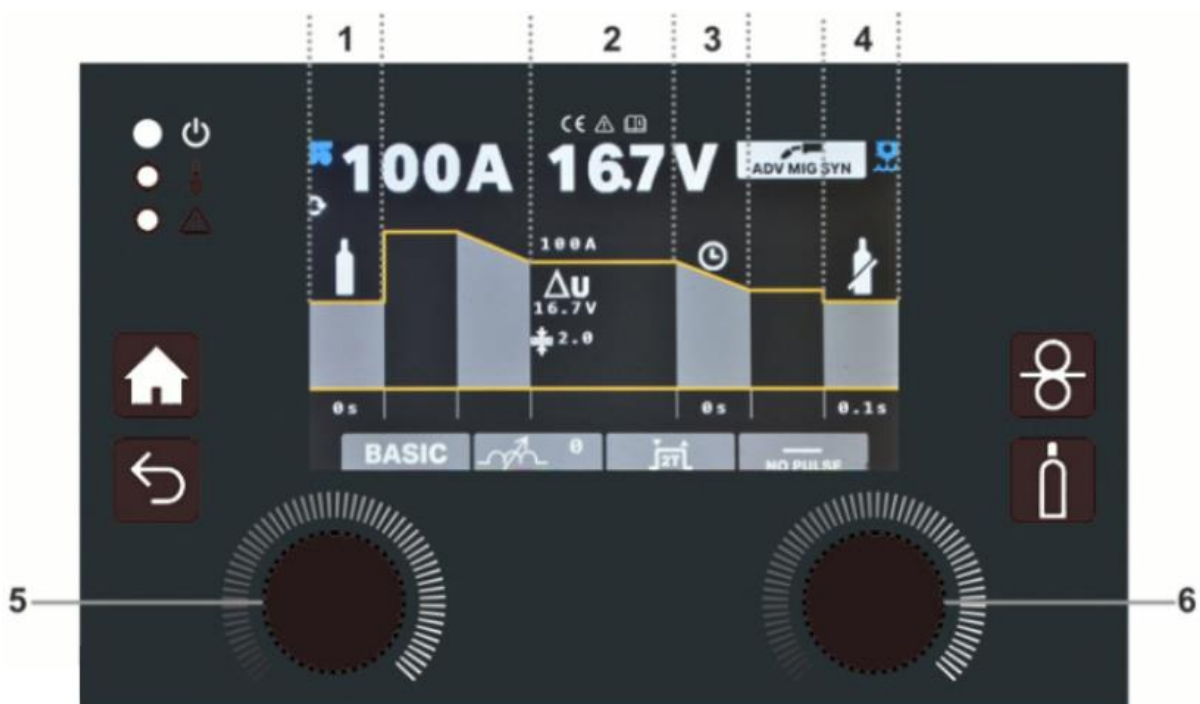 1 2 3 4
CE
100A 16.7V ADV MIG SYN
100A
ΔU
16.7V
2.0
0s 0s 0.1s
BASIC 0 2T NO PULSE
5 6